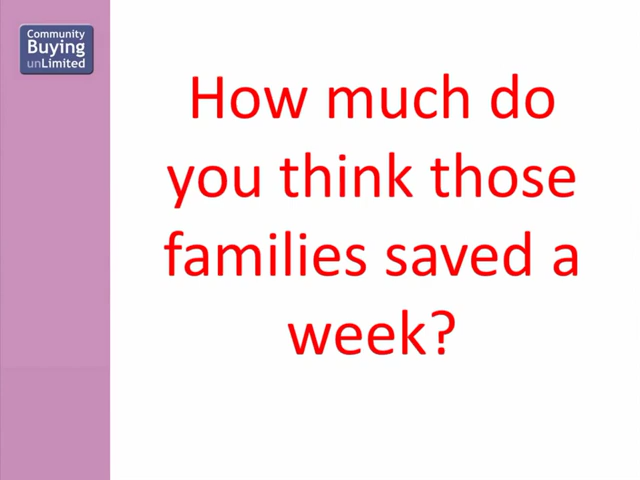 Community
Buying
unLimited
How much do
you think those
families saved a
week?